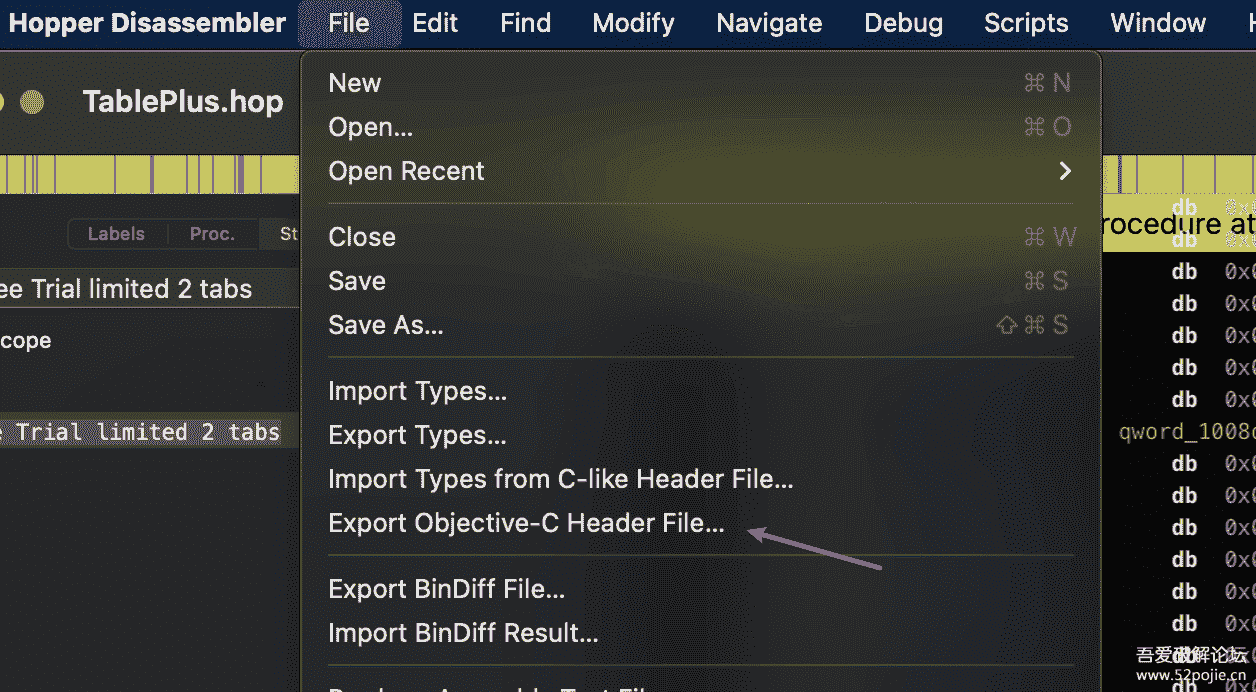 Hopper Disassembler File Edit Find Modify Navigate Debug Scripts Window
TablePlus.hop
New ⌘ N
Open... ⌘ O
Open Recent
Labels Proc. St
Close ⌘ W
Save ⌘ S
Save As... ⇧ ⌘ S
ee Trial limited 2 tabs
cope
Import Types...
Export Types...
Trial limited 2 tabs
Import Types from C-like Header File...
Export Objective-C Header File...
Export BinDiff File...
Import BinDiff Result...
db
rocedure at
db
db
db
db
db
db
qword_1008
db
db
db
db
db
db
吾爱破解论坛
www.52pojie.cn